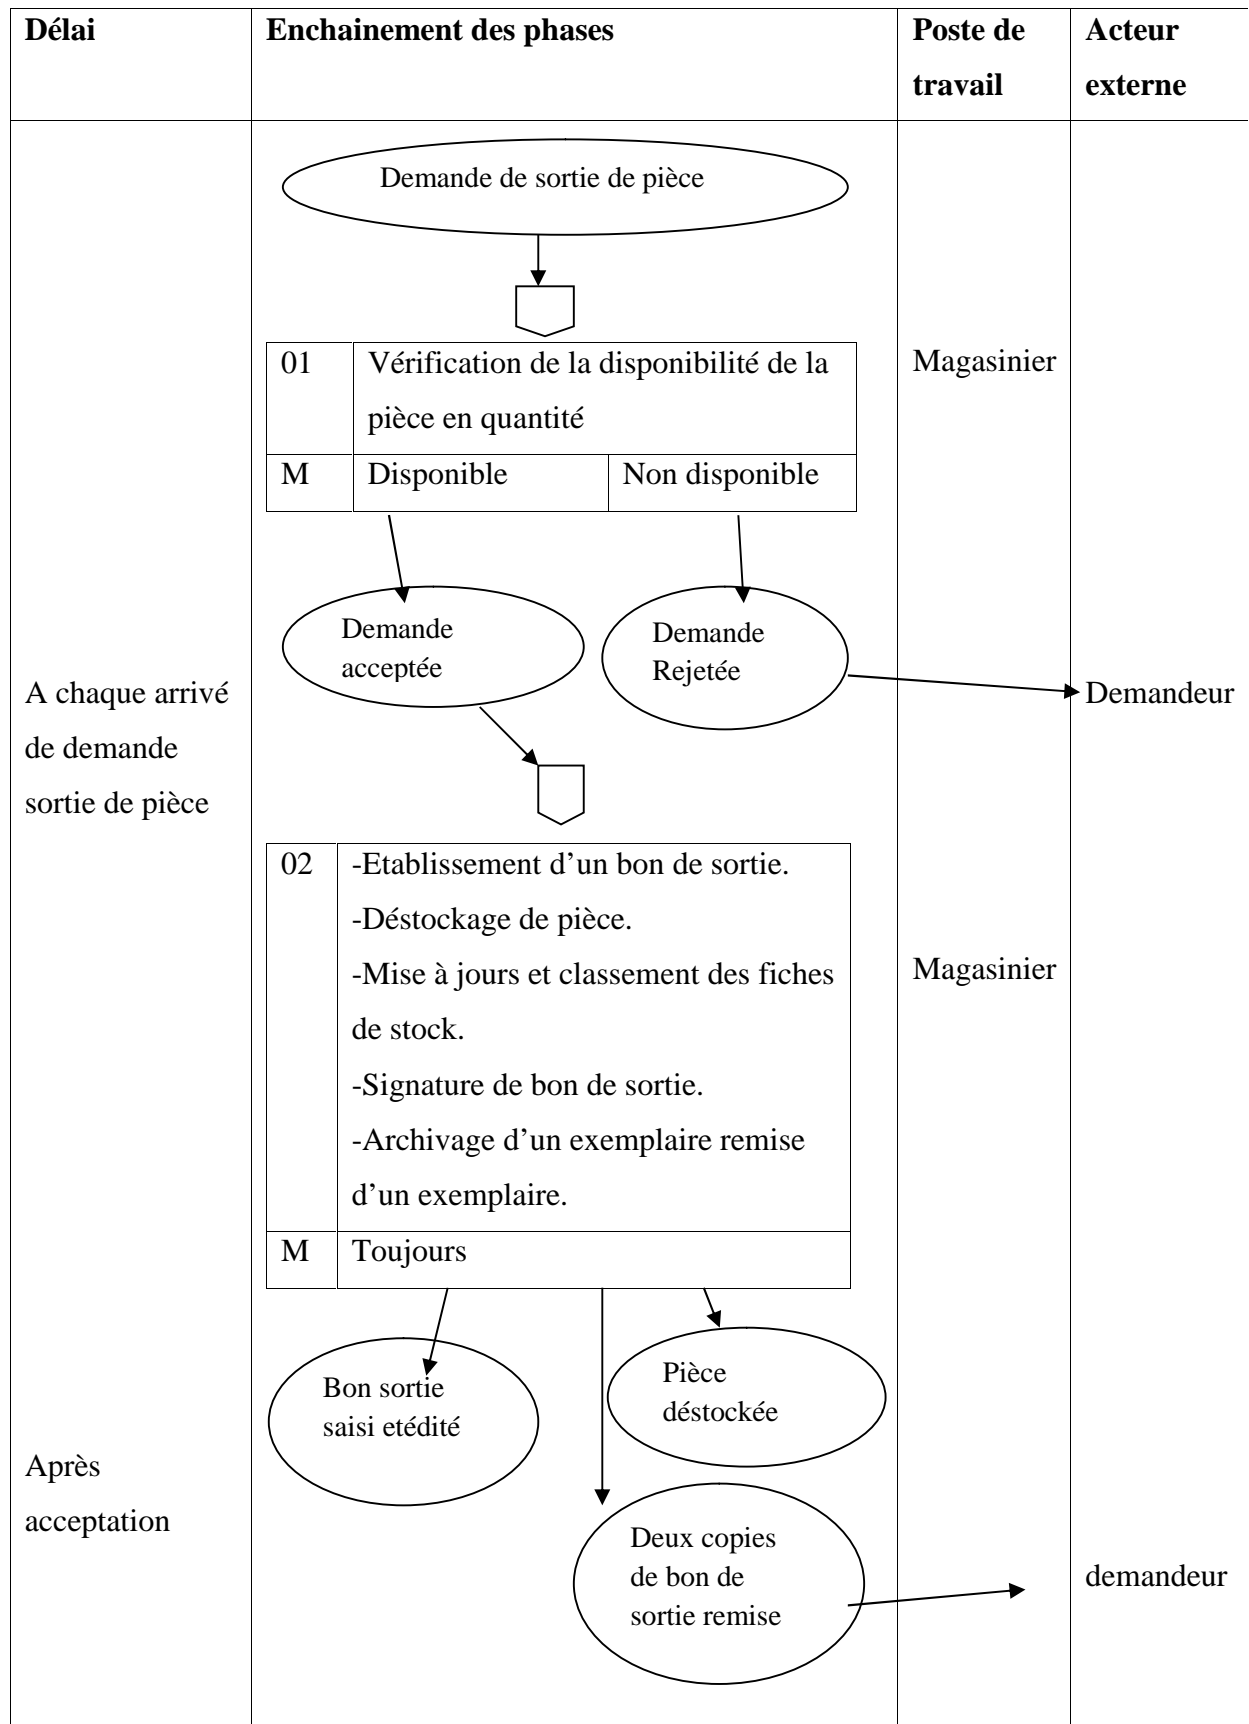 Délai
Enchainement des phases
Poste de
travail
Acteur
externe
Demande de sortie de pièce
01
Vérification de la disponibilité de la
pièce en quantité
Magasinier
M
Disponible
Non disponible
Demande
acceptée
Demande
Rejetée
A chaque arrivé
de demande
sortie de pièce
Demandeur
02
-Etablissement d’un bon de sortie.
-Déstockage de pièce.
-Mise à jours et classement des fiches
de stock.
-Signature de bon de sortie.
-Archivage d’un exemplaire remise
d’un exemplaire.
Magasinier
M
Toujours
Bon sortie
saisi etédité
Pièce
déstockée
Après
acceptation
Deux copies
de bon de
sortie remise
demandeur